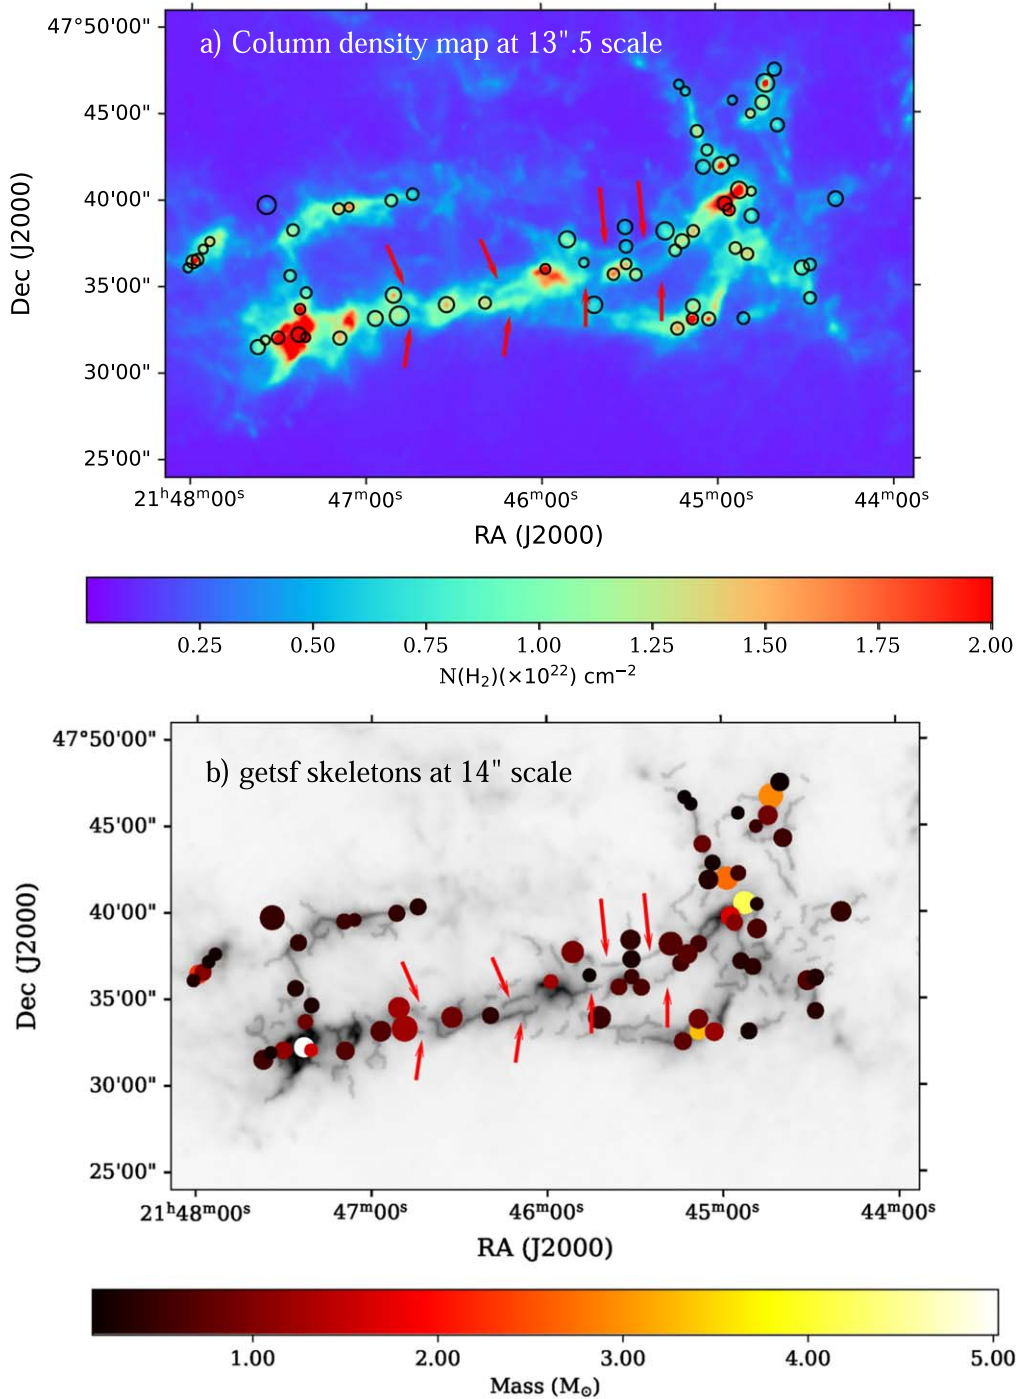 a) Column density map at 13".5 scale
47°50'00"
45'00"
40'00"
35'00"
30'00"
25'00"
Dec (J2000)
21ʰ48ᵐ00ˢ 47ᵐ00ˢ 46ᵐ00ˢ 45ᵐ00ˢ 44ᵐ00ˢ
RA (J2000)
0.25 0.50 0.75 1.00 1.25 1.50 1.75 2.00
N(H₂)(×10²²) cm⁻²
b) getsf skeletons at 14" scale
47°50'00"
45'00"
40'00"
35'00"
30'00"
25'00"
Dec (J2000)
21ʰ48ᵐ00ˢ 47ᵐ00ˢ 46ᵐ00ˢ 45ᵐ00ˢ 44ᵐ00ˢ
RA (J2000)
1.00 2.00 3.00 4.00 5.00
Mass (M☉)